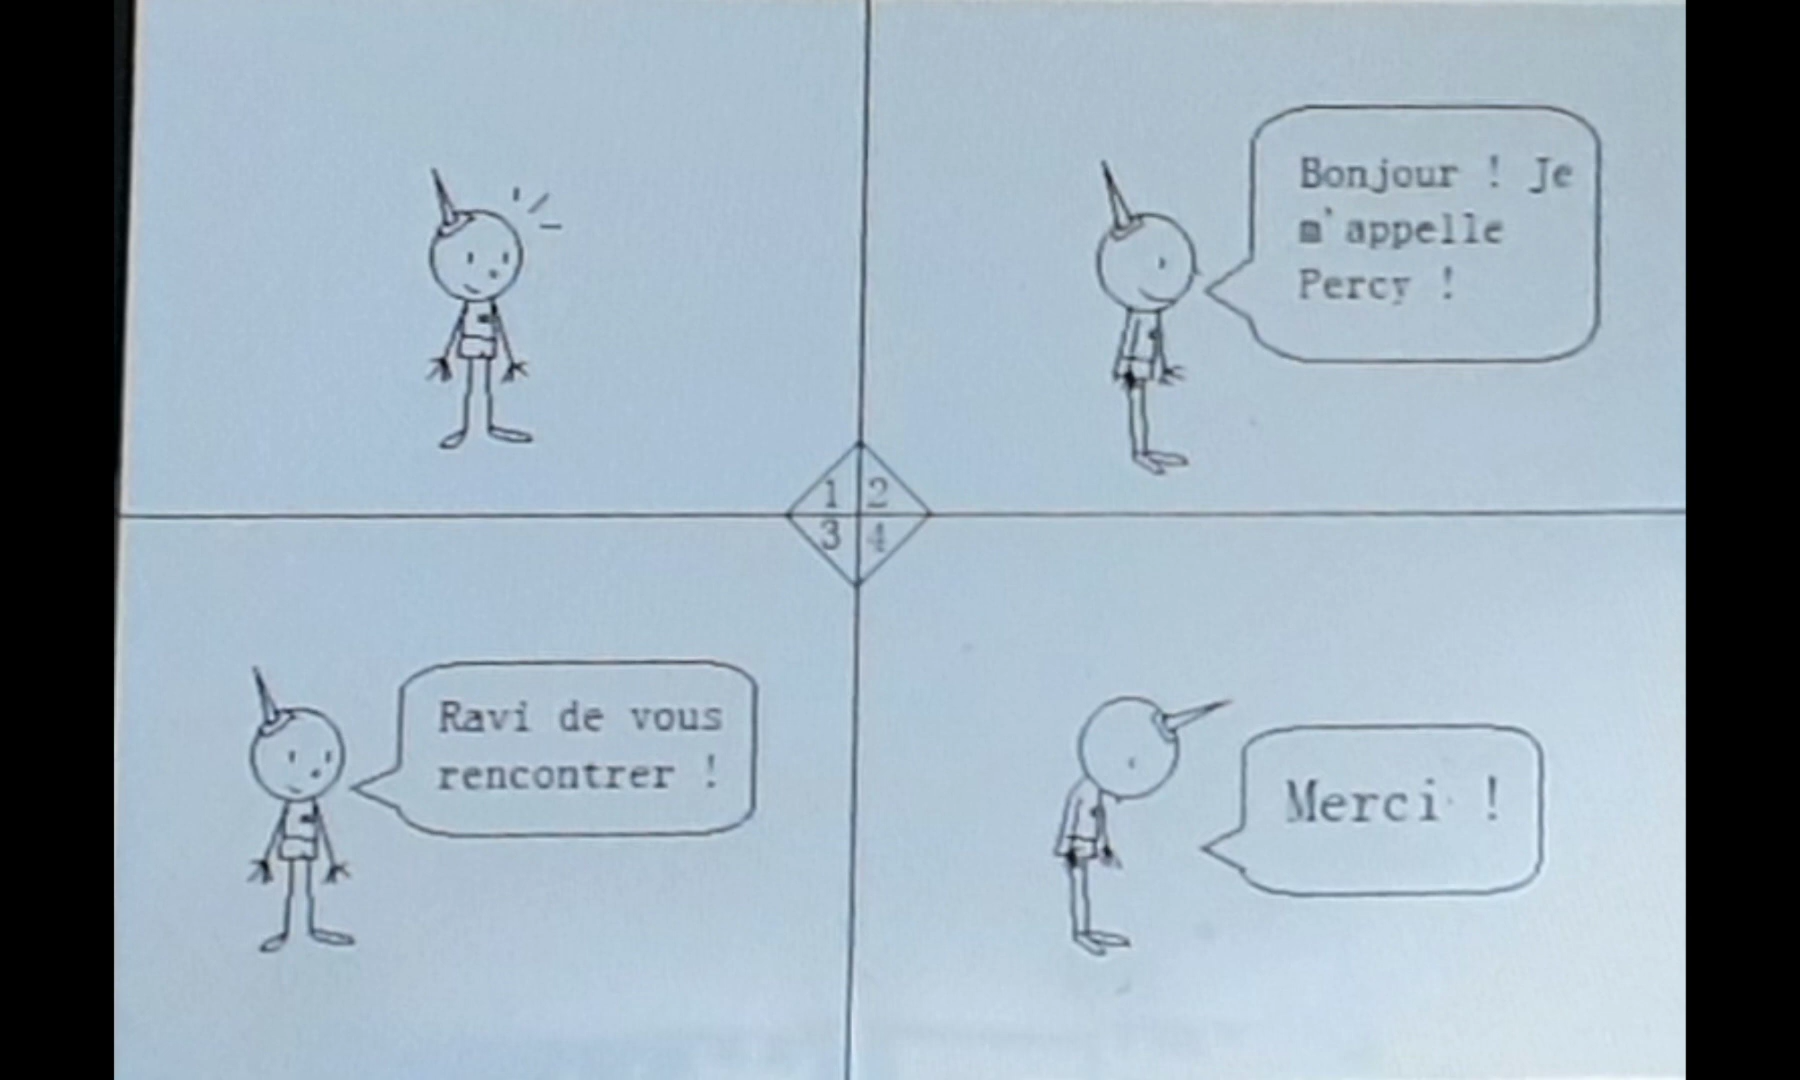 Bonjour ! Je
m'appelle
Percy !
1 2
3 4
Ravi de vous
rencontrer !
Merci !